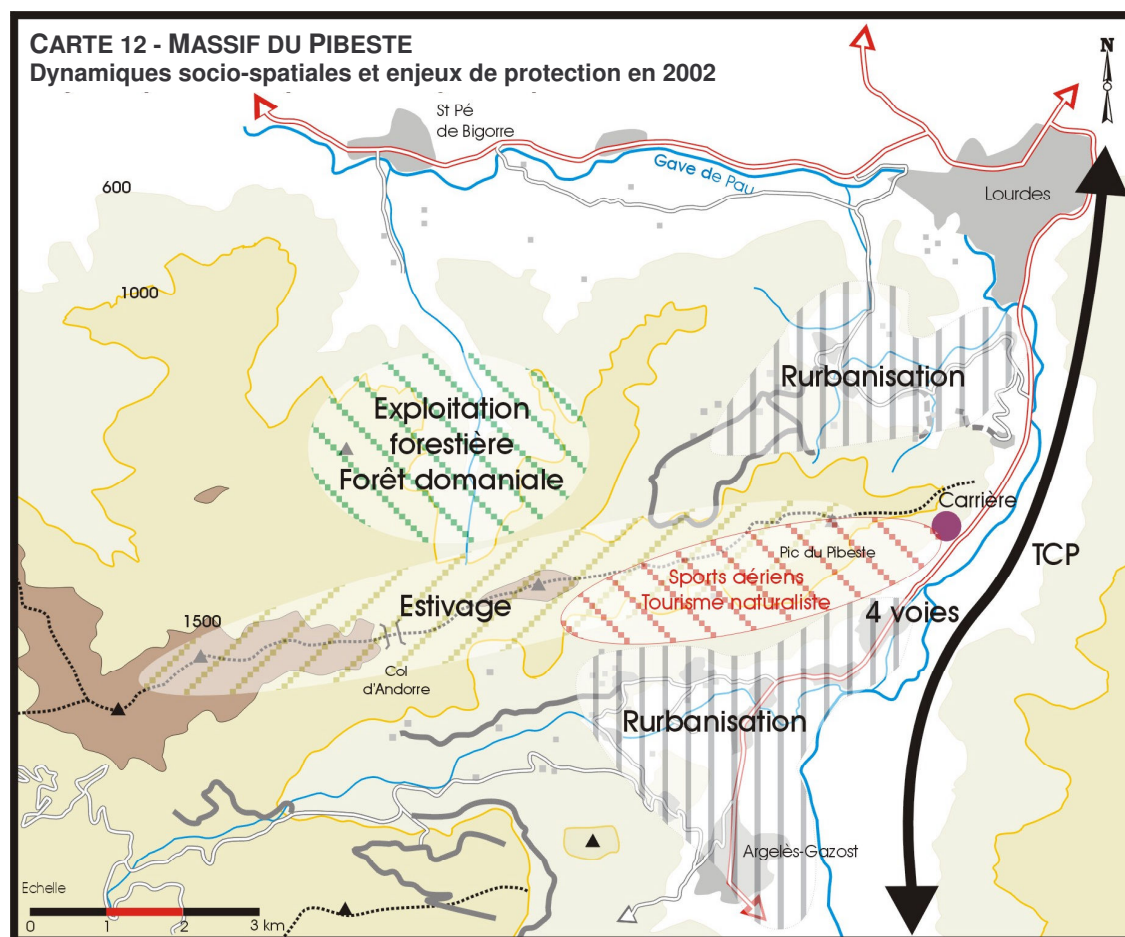 CARTE 12 - MASSIF DU PIBESTE
Dynamiques socio-spatiales et enjeux de protection en 2002
N
St Pé
de Bigorre
Gave de Pau
Lourdes
600
1000
Rurbanisation
Exploitation
forestière
Forêt domaniale
Carrière
Pic du Pibeste
TCP
Sports aériens
Tourisme naturaliste
Estivage
4 voies
1500
Col
d'Andorre
Rurbanisation
Argelès-Gazost
Echelle
0 1 2 3 km